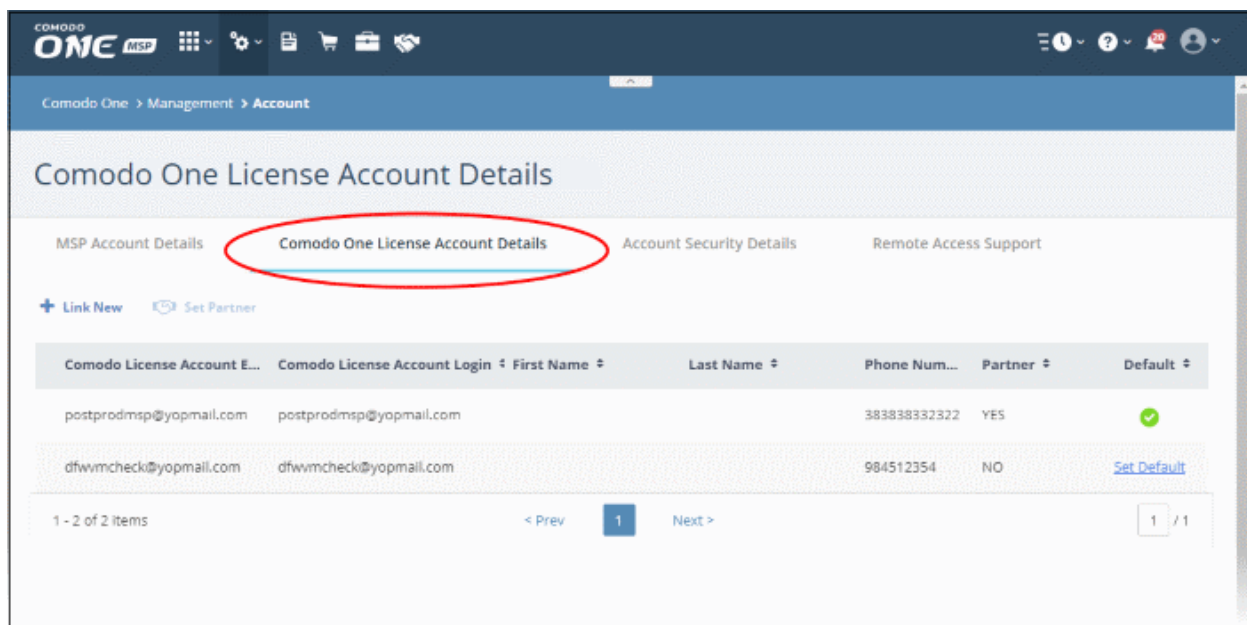 COMODO
ONE MSP
20
Comodo One > Management > Account
Comodo One License Account Details
MSP Account Details Comodo One License Account Details Account Security Details Remote Access Support
+ Link New Set Partner
Comodo License Account E... Comodo License Account Login First Name Last Name Phone Num... Partner Default
postprodmsp@yopmail.com postprodmsp@yopmail.com 383838332322 YES
dfwvmcheck@yopmail.com dfwvmcheck@yopmail.com 984512354 NO Set Default
1 - 2 of 2 items < Prev 1 Next > 1 / 1